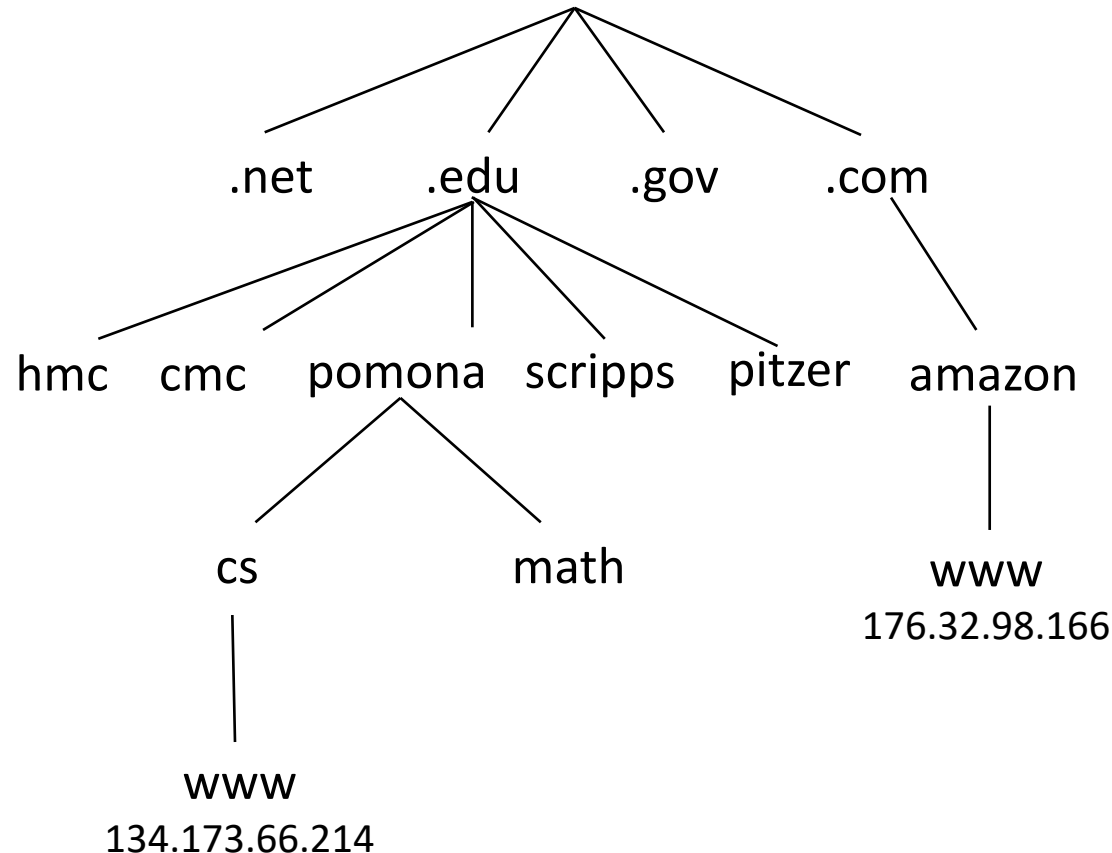 .net .edu .gov .com
hmc cmc pomona scripps pitzer amazon
cs math www
176.32.98.166
www
134.173.66.214